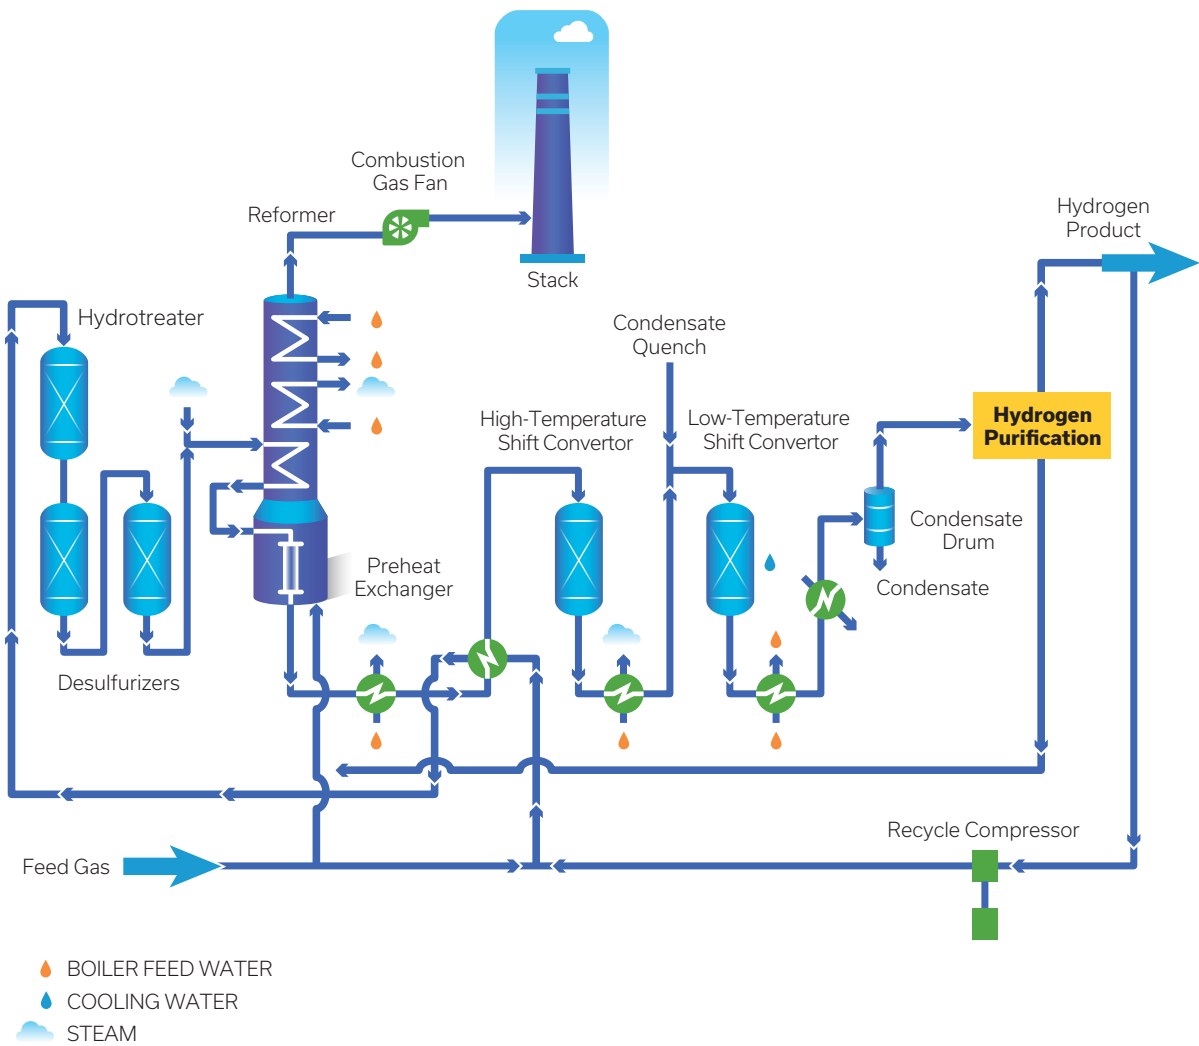 Combustion
Gas Fan
Reformer
Stack
Hydrogen
Product
Hydrotreater
Condensate
Quench
High-Temperature
Shift Convertor
Low-Temperature
Shift Convertor
Hydrogen
Purification
Condensate
Drum
Condensate
Preheat
Exchanger
Desulfurizers
Recycle Compressor
Feed Gas
BOILER FEED WATER
COOLING WATER
STEAM